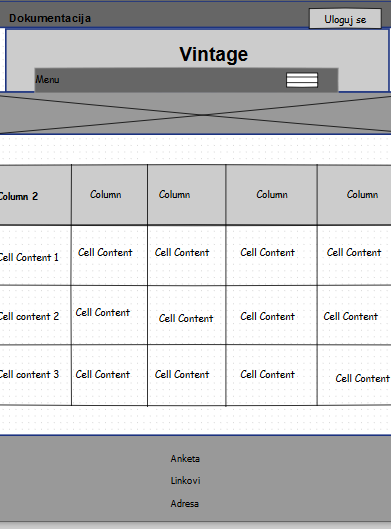 Dokumentacija
Uloguj se
Vintage
Menu
Column 2 Column Column Column Column
Cell Content 1 Cell Content Cell Content Cell Content Cell Content
Cell content 2 Cell Content Cell Content Cell Content Cell Content
Cell content 3 Cell Content Cell Content Cell Content Cell Content
Anketa
Linkovi
Adresa